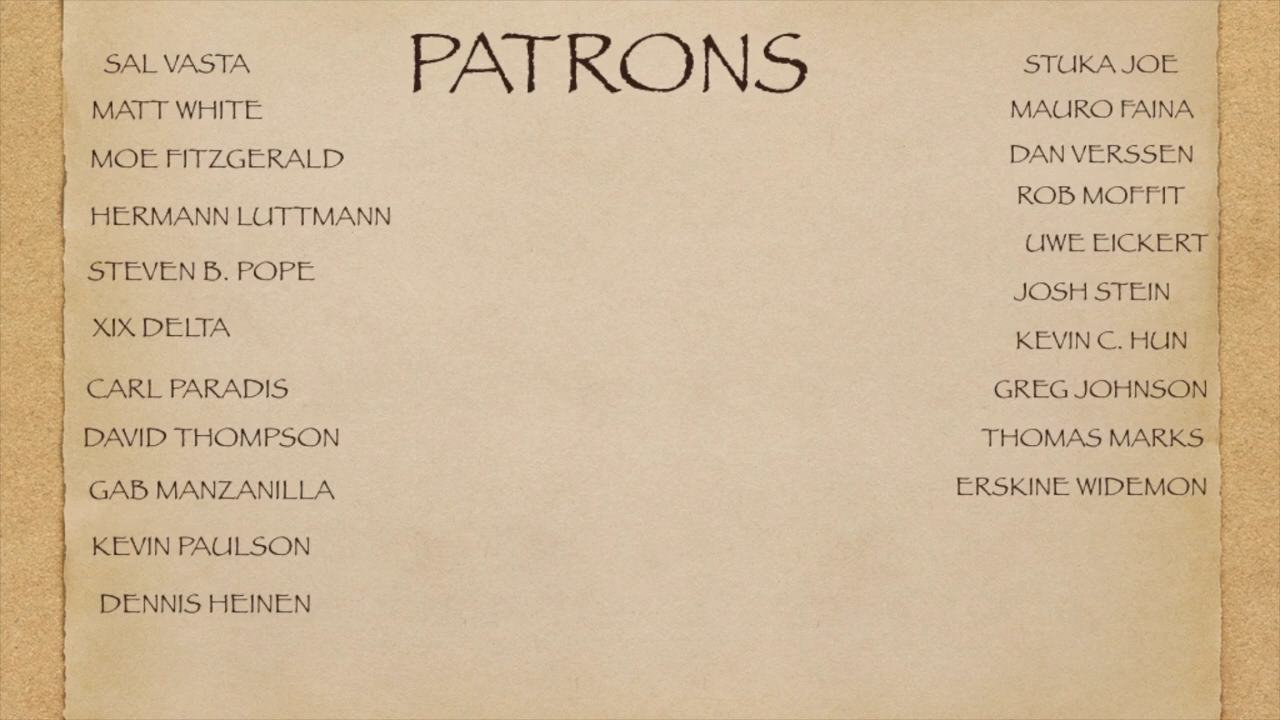 PATRONS
SAL VASTA
MATT WHITE
MOE FITZGERALD
HERMANN LUTTMANN
STEVEN B. POPE
XIX DELTA
CARL PARADIS
DAVID THOMPSON
GAB MANZANILLA
KEVIN PAULSON
DENNIS HEINEN
STUKA JOE
MAURO FAINA
DAN VERSSEN
ROB MOFFIT
UWE EICKERT
JOSH STEIN
KEVIN C. HUN
GREG JOHNSON
THOMAS MARKS
ERSKINE WIDEMON